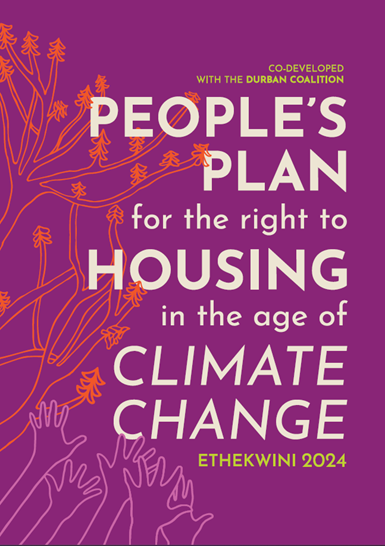 CO-DEVELOPED
WITH THE DURBAN COALITION
PEOPLE'S
PLAN
for the right to
HOUSING
in the age of
CLIMATE
CHANGE
ETHEKWINI 2024